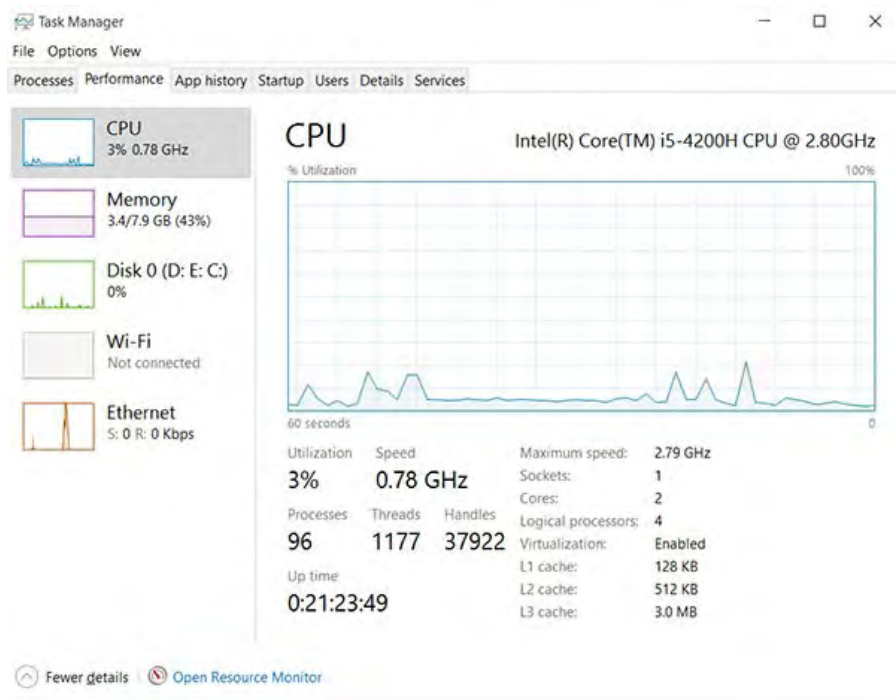 Task Manager
File Options View
Processes Performance App history Startup Users Details Services
CPU
3% 0.78 GHz
Memory
3.4/7.9 GB (43%)
Disk 0 (D: E: C:)
0%
Wi-Fi
Not connected
Ethernet
S: 0 R: 0 Kbps
CPU Intel(R) Core(TM) i5-4200H CPU @ 2.80GHz
% Utilization 100%
60 seconds 0
Utilization Speed
3% 0.78 GHz
Processes Threads Handles
96 1177 37922
Up time
0:21:23:49
Maximum speed: 2.79 GHz
Sockets: 1
Cores: 2
Logical processors: 4
Virtualization: Enabled
L1 cache: 128 KB
L2 cache: 512 KB
L3 cache: 3.0 MB
Fewer details Open Resource Monitor